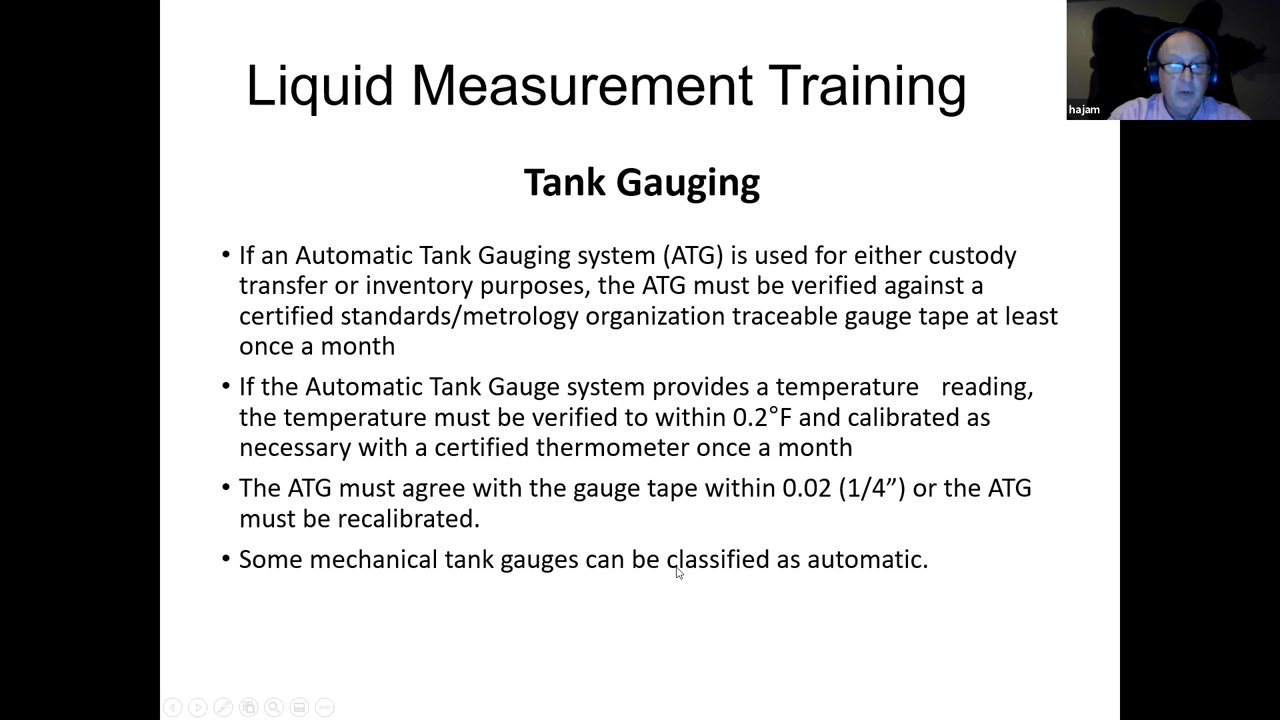 Liquid Measurement Training
hajam
Tank Gauging
• If an Automatic Tank Gauging system (ATG) is used for either custody
transfer or inventory purposes, the ATG must be verified against a
certified standards/metrology organization traceable gauge tape at least
once a month
• If the Automatic Tank Gauge system provides a temperature   reading,
the temperature must be verified to within 0.2°F and calibrated as
necessary with a certified thermometer once a month
• The ATG must agree with the gauge tape within 0.02 (1/4”) or the ATG
must be recalibrated.
• Some mechanical tank gauges can be classified as automatic.